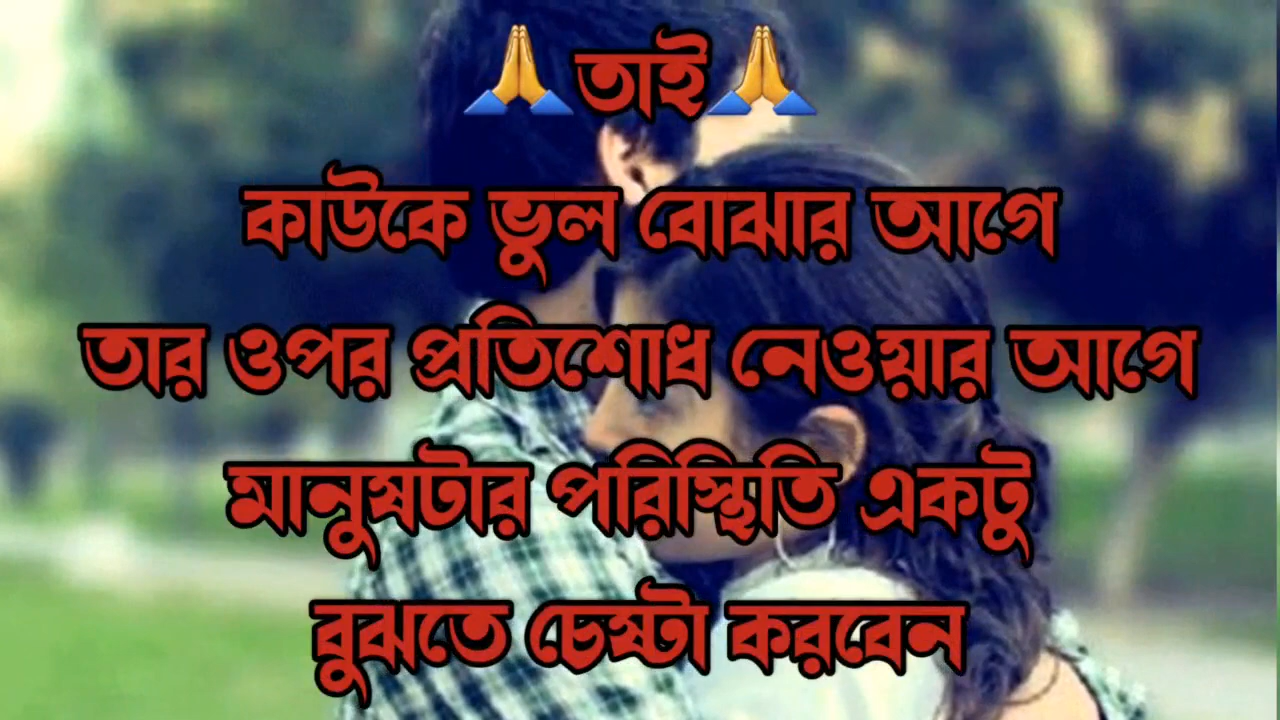 🙏তাই🙏
কাউকে ভুল বোঝার আগে
তার ওপর প্রতিশোধ নেওয়ার আগে
মানুষটার পরিস্থিতি একটু
বুঝতে চেষ্টা করবেন